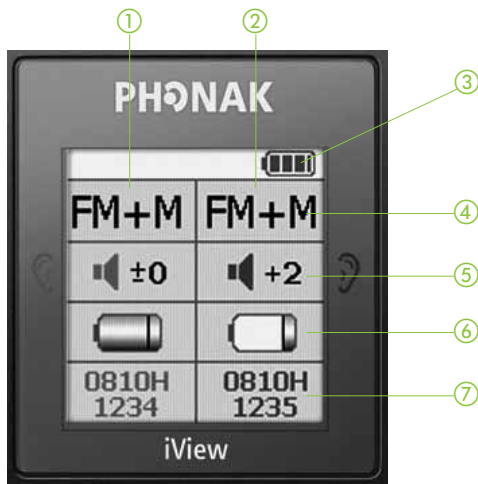 ① ②
PHONAK
③
FM+M FM+M ④
±0 +2 ⑤
⑥
0810H 0810H
1234 1235 ⑦
iView